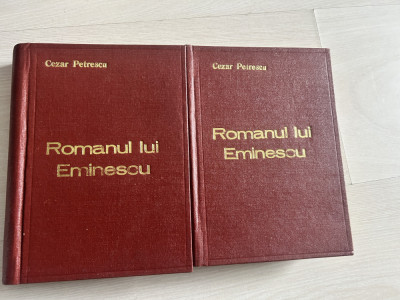 Cezar Petrescu
Romanul lui
Eminescu
Cezar Petrescu
Romanul lui
Eminescu